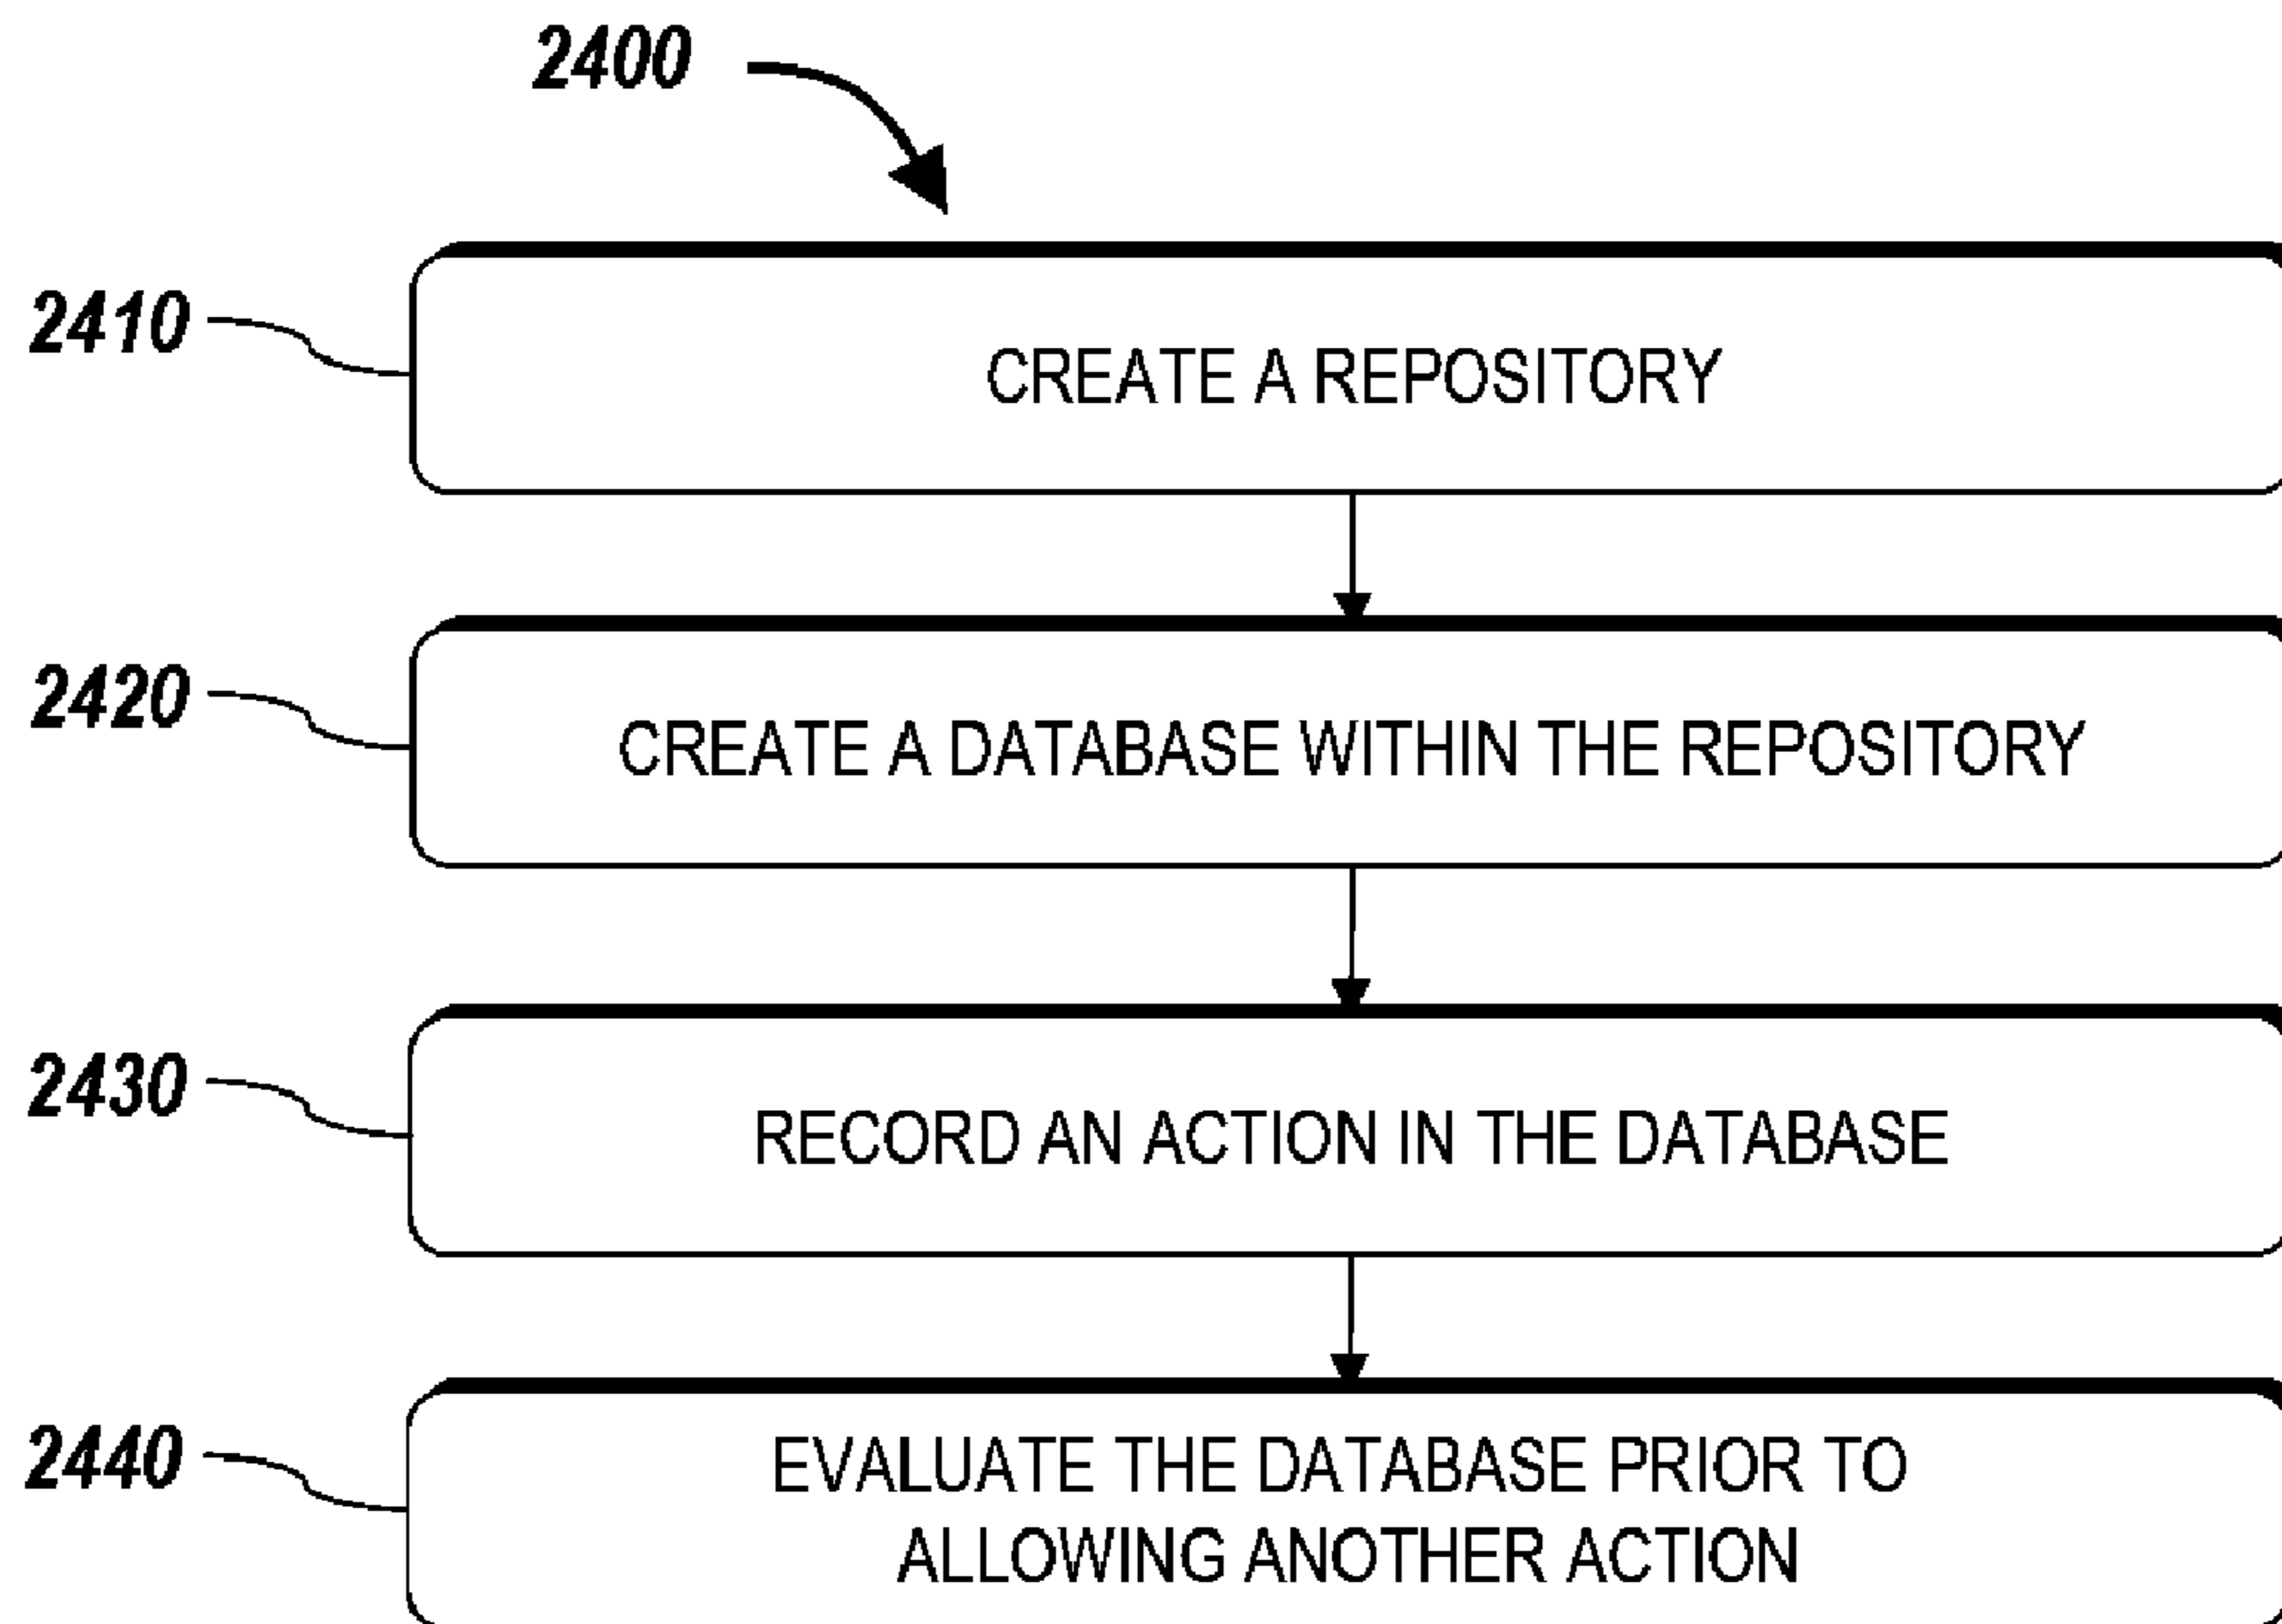 2400
2410
CREATE A REPOSITORY
2420
CREATE A DATABASE WITHIN THE REPOSITORY
2430
RECORD AN ACTION IN THE DATABASE
2440
EVALUATE THE DATABASE PRIOR TO
ALLOWING ANOTHER ACTION